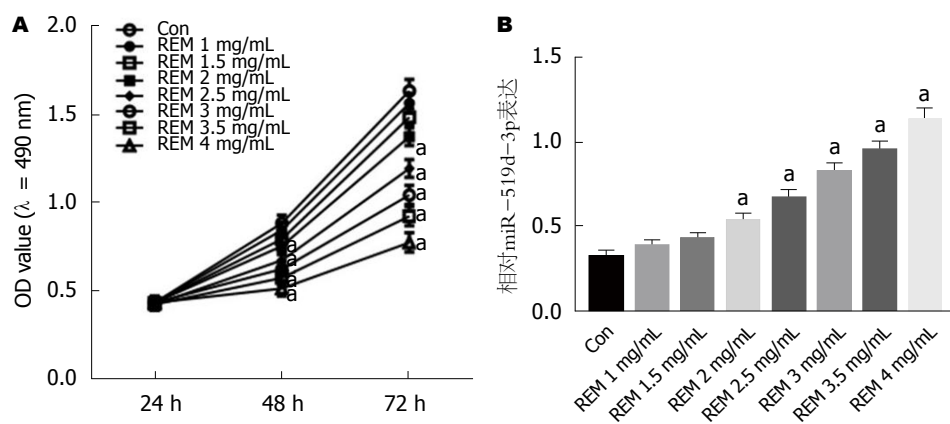 A
2.0
1.5
1.0
0.5
0.0
OD value (λ = 490 nm)
Con
REM 1 mg/mL
REM 1.5 mg/mL
REM 2 mg/mL
REM 2.5 mg/mL
REM 3 mg/mL
REM 3.5 mg/mL
REM 4 mg/mL
a
a
a
a
a
a
a
a
a
24 h
48 h
72 h
B
1.5
1.0
0.5
0.0
相对miR-519d-3p表达
a
a
a
a
a
a
Con
REM 1 mg/mL
REM 1.5 mg/mL
REM 2 mg/mL
REM 2.5 mg/mL
REM 3 mg/mL
REM 3.5 mg/mL
REM 4 mg/mL